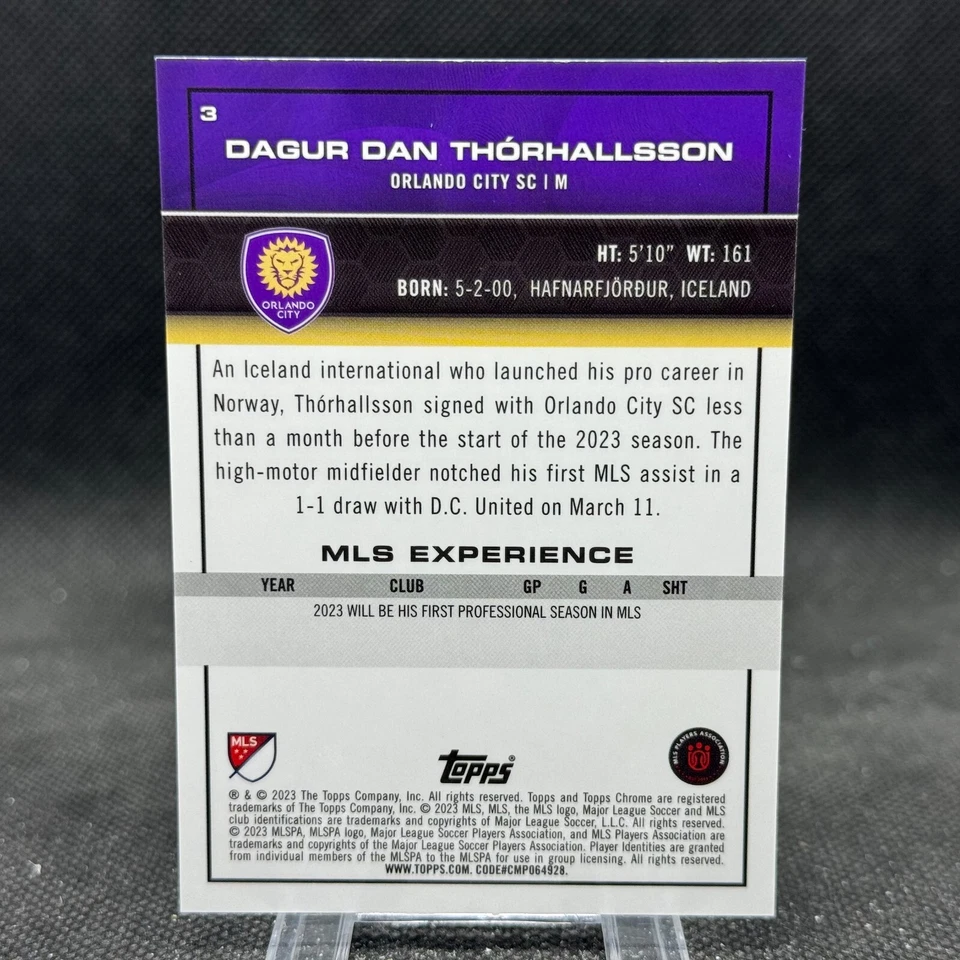 3
DAGUR DAN THÓRHALLSSON
ORLANDO CITY SC | M
ORLANDO
CITY
HT: 5'10" WT: 161
BORN: 5-2-00, HAFNARFJÖRÐUR, ICELAND
An Iceland international who launched his pro career in
Norway, Thórhallsson signed with Orlando City SC less
than a month before the start of the 2023 season. The
high-motor midfielder notched his first MLS assist in a
1-1 draw with D.C. United on March 11.
MLS EXPERIENCE
YEAR CLUB GP G A SHT
2023 WILL BE HIS FIRST PROFESSIONAL SEASON IN MLS
MLS
Topps®
MLS PLAYERS ASSOCIATION
® & © 2023 The Topps Company, Inc. All rights reserved. Topps and Topps Chrome are registered
trademarks of The Topps Company, Inc. © 2023 MLS, MLS, the MLS logo, Major League Soccer and MLS
club identifications are trademarks and copyrights of Major League Soccer, L.L.C. All rights reserved.
© 2023 MLSPA, MLSPA logo, Major League Soccer Players Association, and MLS Players Association are
trademarks and copyrights of the Major League Soccer Players Association. Player Identities are granted
from individual members of the MLSPA to the MLSPA for use in group licensing. All rights reserved.
WWW.TOPPS.COM. CODE#CMP064928.